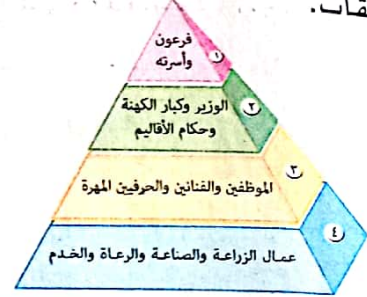 فرعون
وأسرته
١
الوزير وكبار الكهنة
وحكام الأقاليم
٢
الموظفين والفنانين والحرفيين المهرة
٣
عمال الزراعة والصناعة والرعاة والخدم
٤